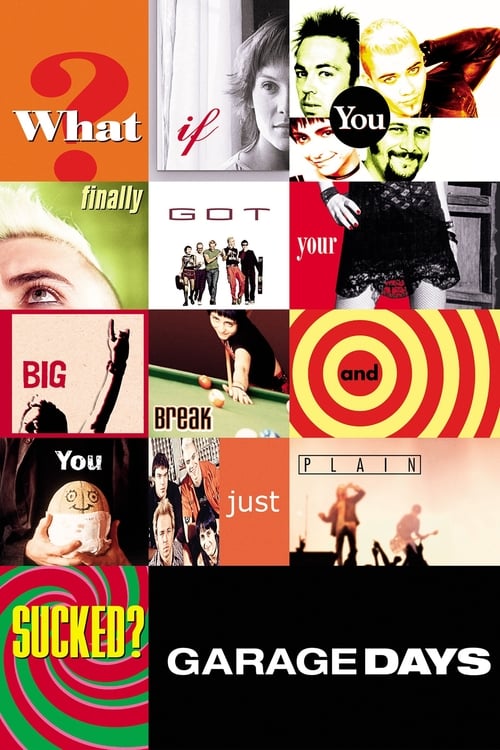 What
if
You
finally
GOT
your
BIG
Break
and
You
just
PLAIN
SUCKED?
GARAGE DAYS